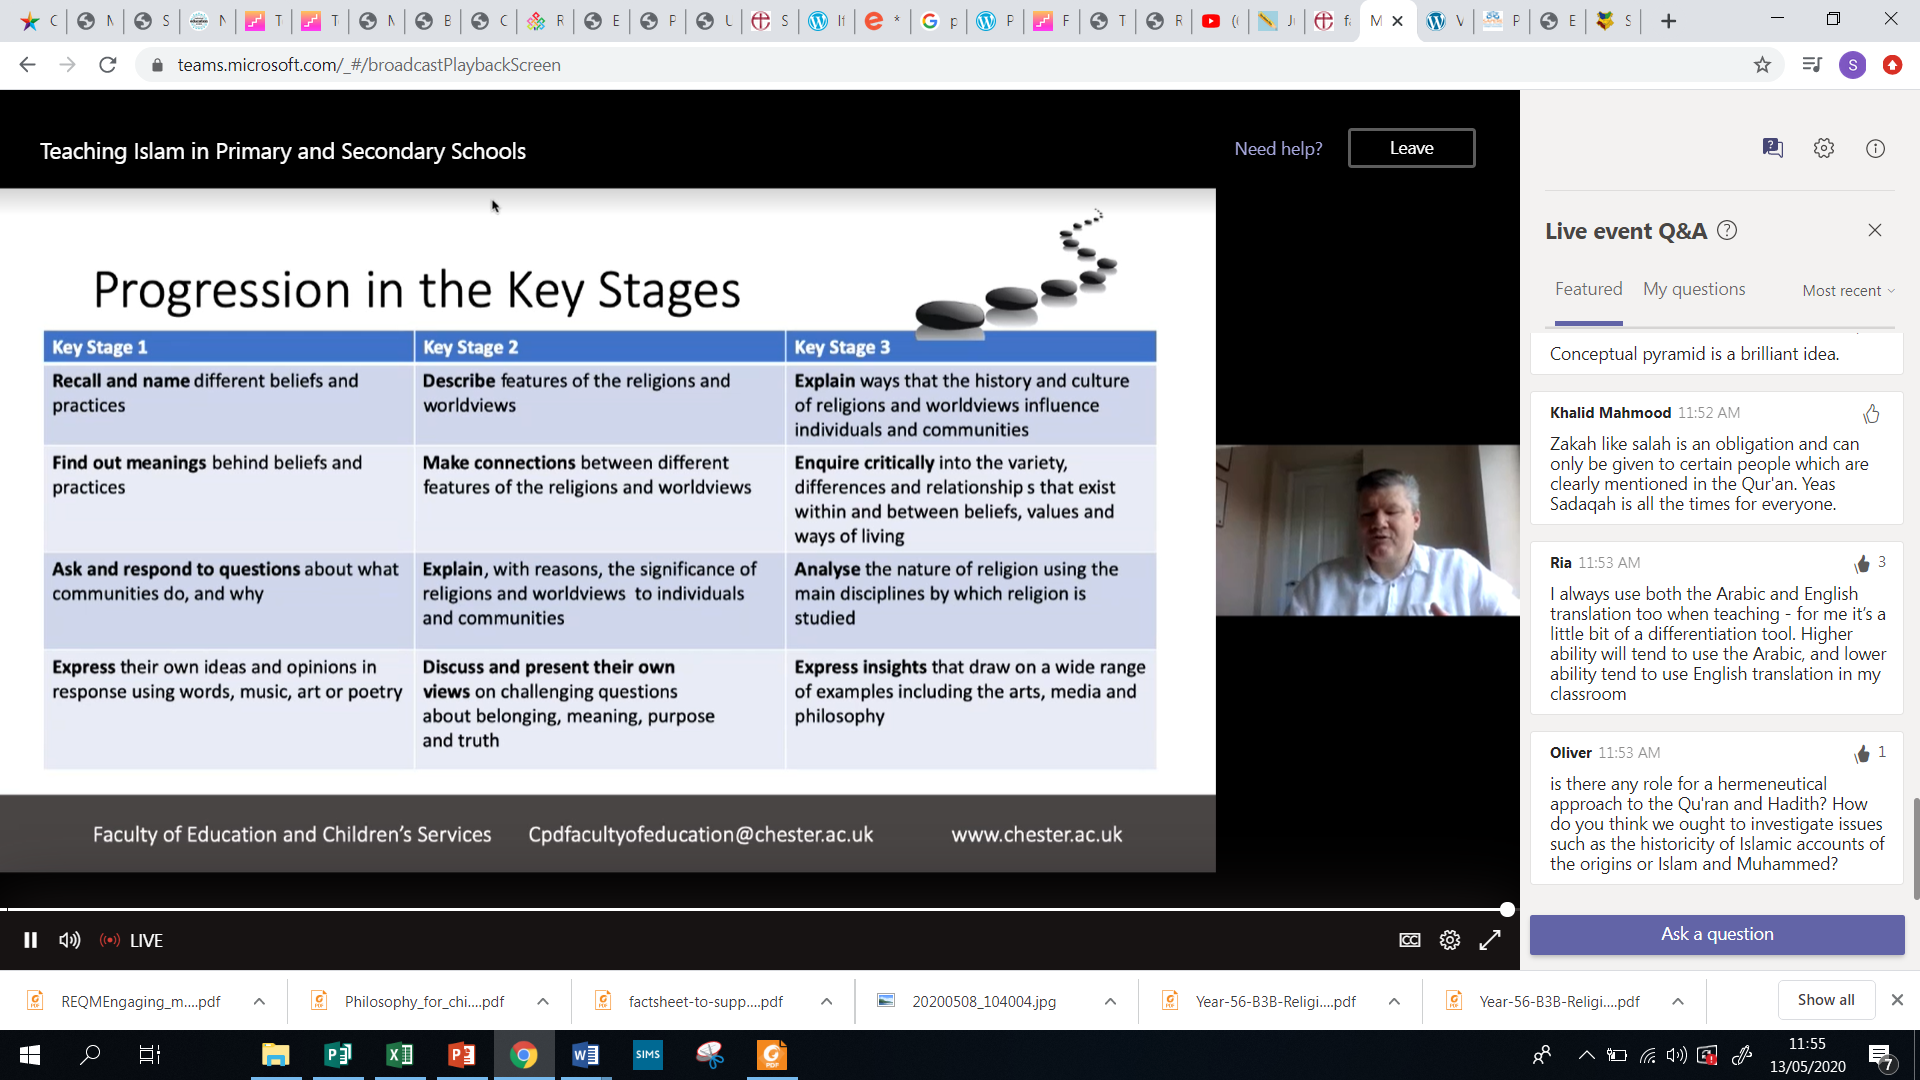 teams.microsoft.com/_#/broadcastPlaybackScreen
S
Teaching Islam in Primary and Secondary Schools
Need help?
Leave
Progression in the Key Stages
Key Stage 1
Key Stage 2
Key Stage 3
Recall and name different beliefs and
practices
Describe features of the religions and
worldviews
Explain ways that the history and culture
of religions and worldviews influence
individuals and communities
Find out meanings behind beliefs and
practices
Make connections between different
features of the religions and worldviews
Enquire critically into the variety,
differences and relationship s that exist
within and between beliefs, values and
ways of living
Ask and respond to questions about what
communities do, and why
Explain, with reasons, the significance of
religions and worldviews to individuals
and communities
Analyse the nature of religion using the
main disciplines by which religion is
studied
Express their own ideas and opinions in
response using words, music, art or poetry
Discuss and present their own
views on challenging questions
about belonging, meaning, purpose
and truth
Express insights that draw on a wide range
of examples including the arts, media and
philosophy
Faculty of Education and Children's Services
Cpdfacultyofeducation@chester.ac.uk
www.chester.ac.uk
LIVE
CC
Live event Q&A
Featured
My questions
Most recent
Conceptual pyramid is a brilliant idea.
Khalid Mahmood 11:52 AM
Zakah like salah is an obligation and can
only be given to certain people which are
clearly mentioned in the Qur'an. Yeas
Sadaqah is all the times for everyone.
Ria 11:53 AM
3
I always use both the Arabic and English
translation too when teaching - for me it's a
little bit of a differentiation tool. Higher
ability will tend to use the Arabic, and lower
ability tend to use English translation in my
classroom
Oliver 11:53 AM
1
is there any role for a hermeneutical
approach to the Qu'ran and Hadith? How
do you think we ought to investigate issues
such as the historicity of Islamic accounts of
the origins or Islam and Muhammed?
Ask a question
REQMEngaging_m....pdf
Philosophy_for_chi....pdf
factsheet-to-supp....pdf
20200508_104004.jpg
Year-56-B3B-Religi....pdf
Year-56-B3B-Religi....pdf
Show all
SIMS
11:55
13/05/2020
7